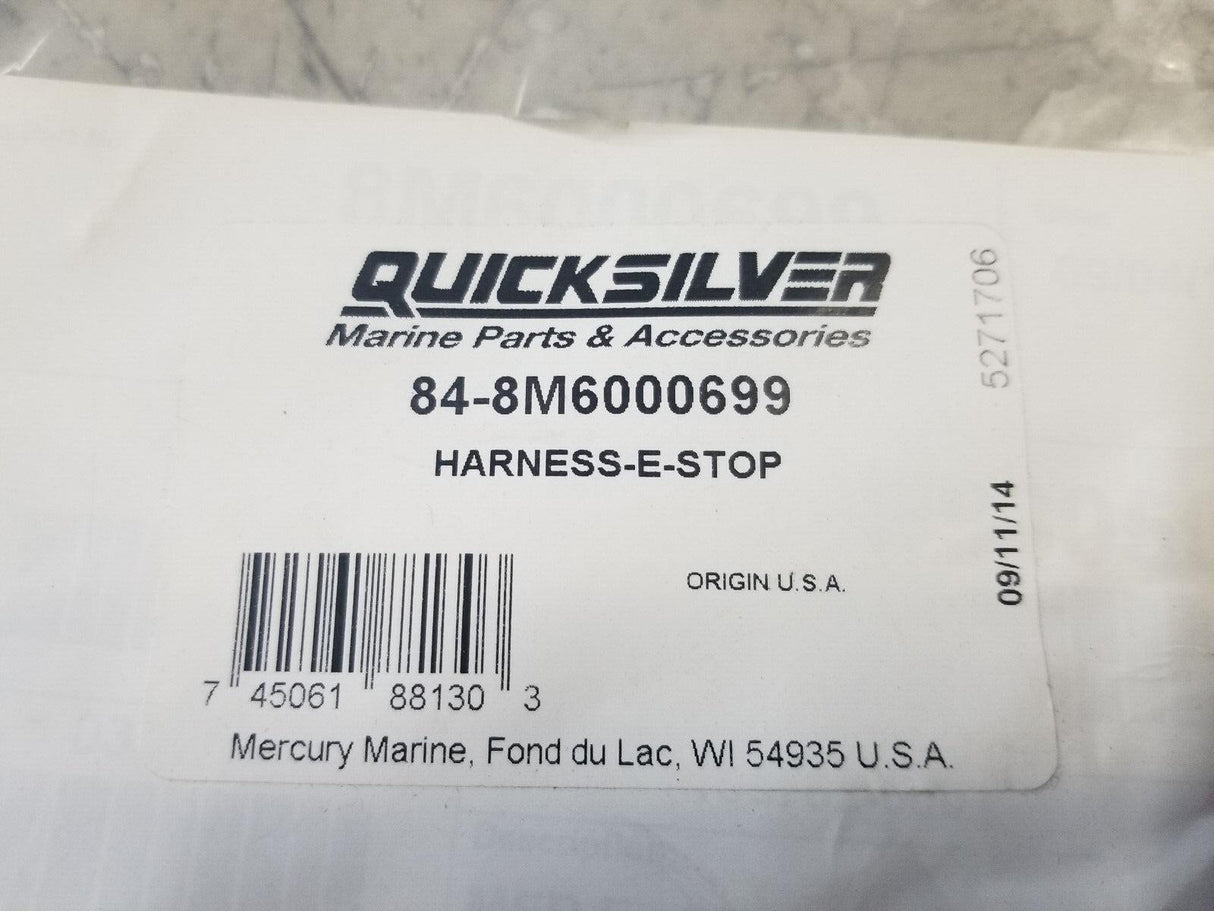 QUICKSILVER
Marine Parts & Accessories
84-8M6000699
HARNESS-E-STOP
ORIGIN U.S.A.
7 45061 88130 3
Mercury Marine, Fond du Lac, WI 54935 U.S.A.
09/11/14 5271706